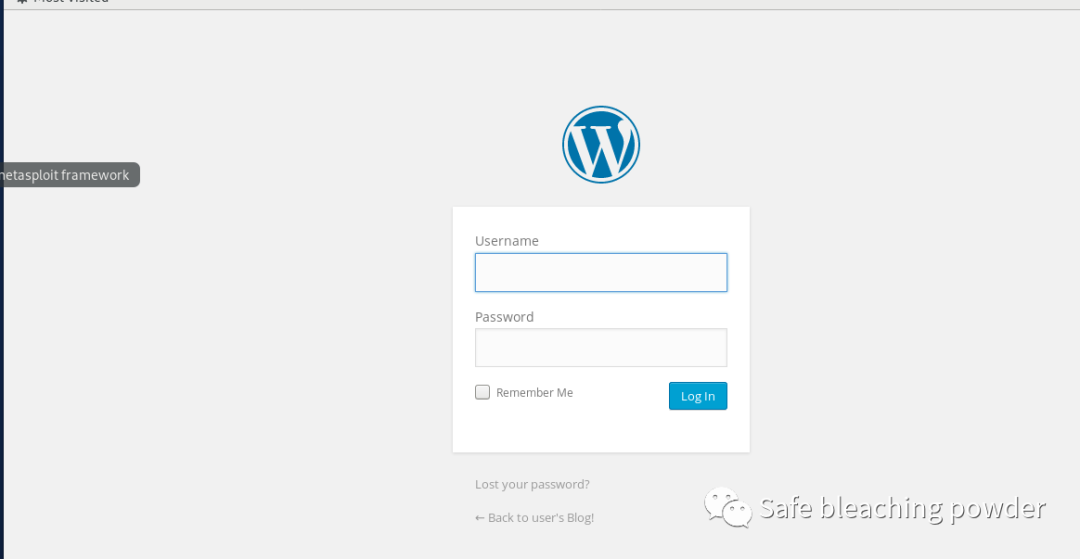 Most Visited
metasploit framework
Username
Password
Remember Me
Log In
Lost your password?
← Back to user's Blog!
Safe bleaching powder